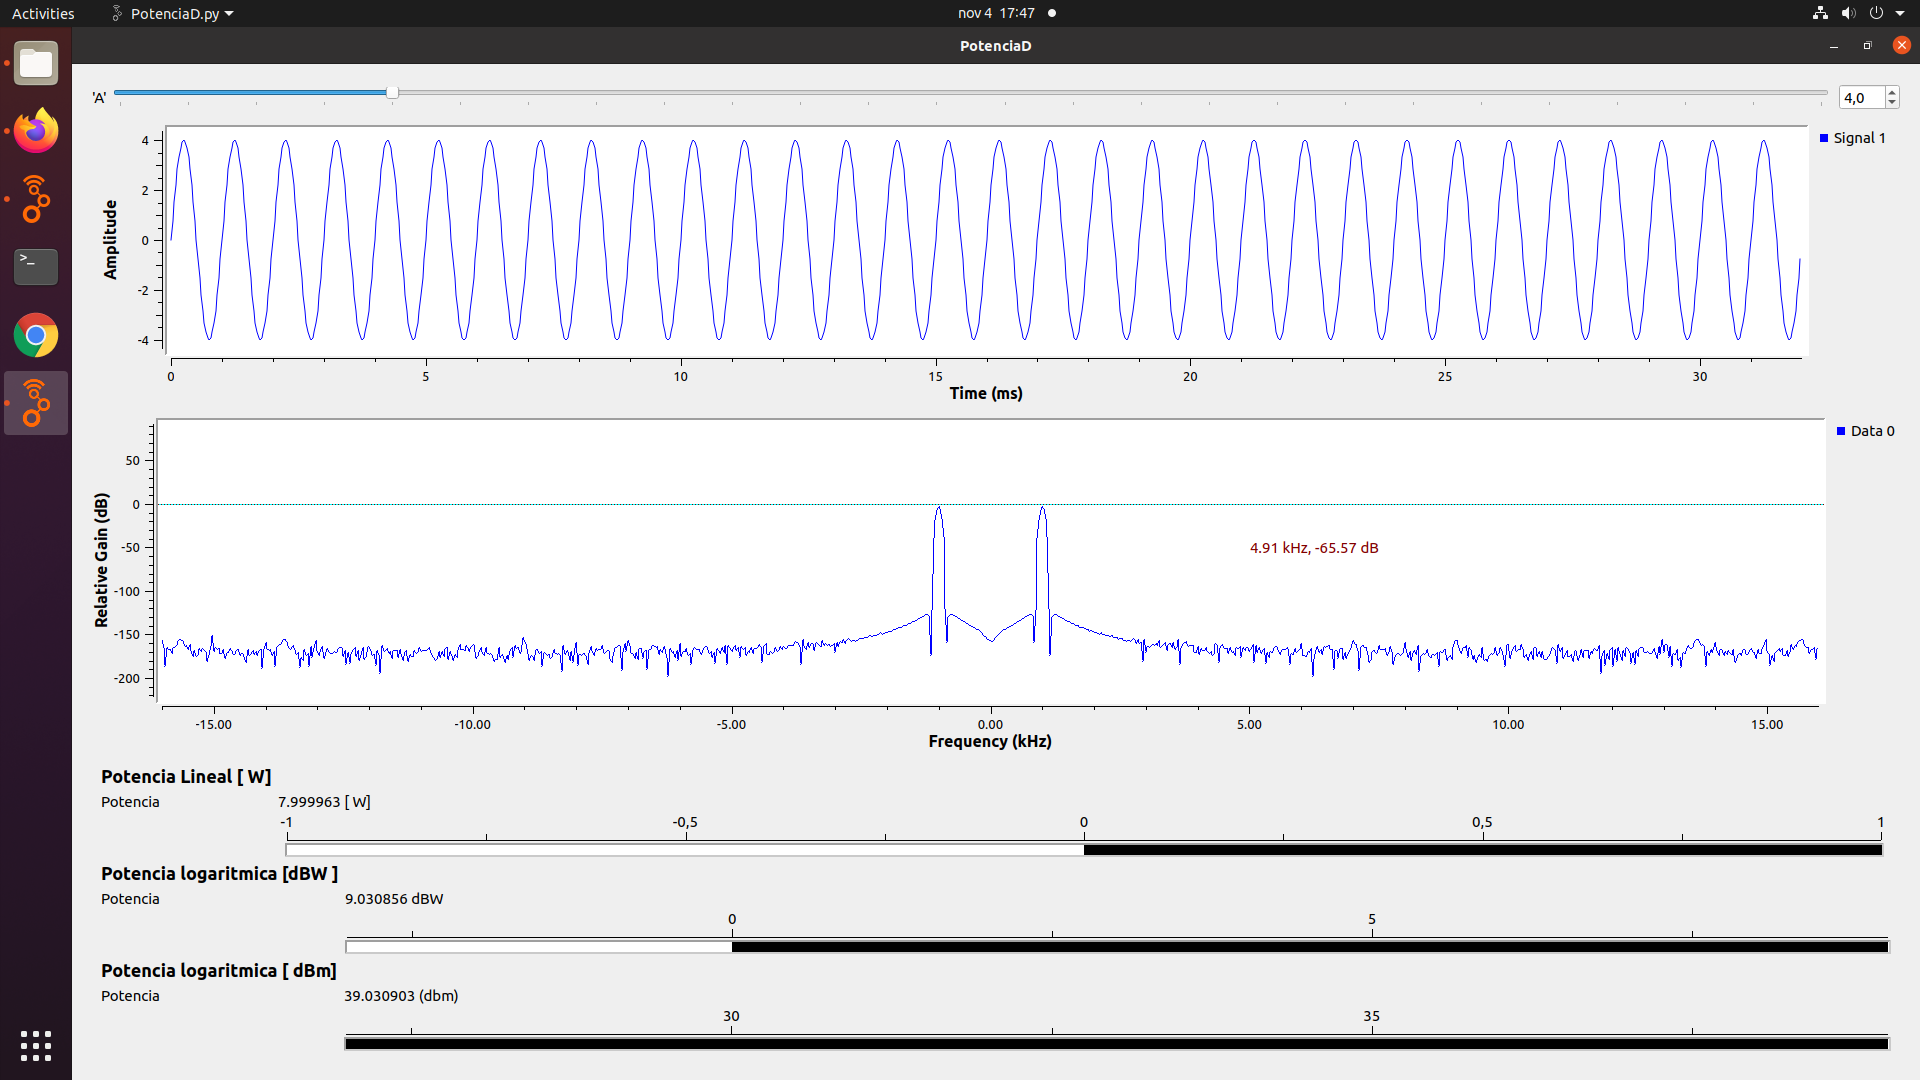 Activities PotenciaD.py nov 4 17:47
PotenciaD
'A' 4,0
Signal 1
4
2
0
-2
-4
Amplitude
0 5 10 15 20 25 30
Time (ms)
Data 0
50
0
-50
-100
-150
-200
Relative Gain (dB)
4.91 kHz, -65.57 dB
-15.00 -10.00 -5.00 0.00 5.00 10.00 15.00
Frequency (kHz)
Potencia Lineal [ W]
Potencia 7.999963 [ W]
-1 -0,5 0 0,5 1
Potencia logaritmica [dBW ]
Potencia 9.030856 dBW
0 5
Potencia logaritmica [ dBm]
Potencia 39.030903 (dbm)
30 35